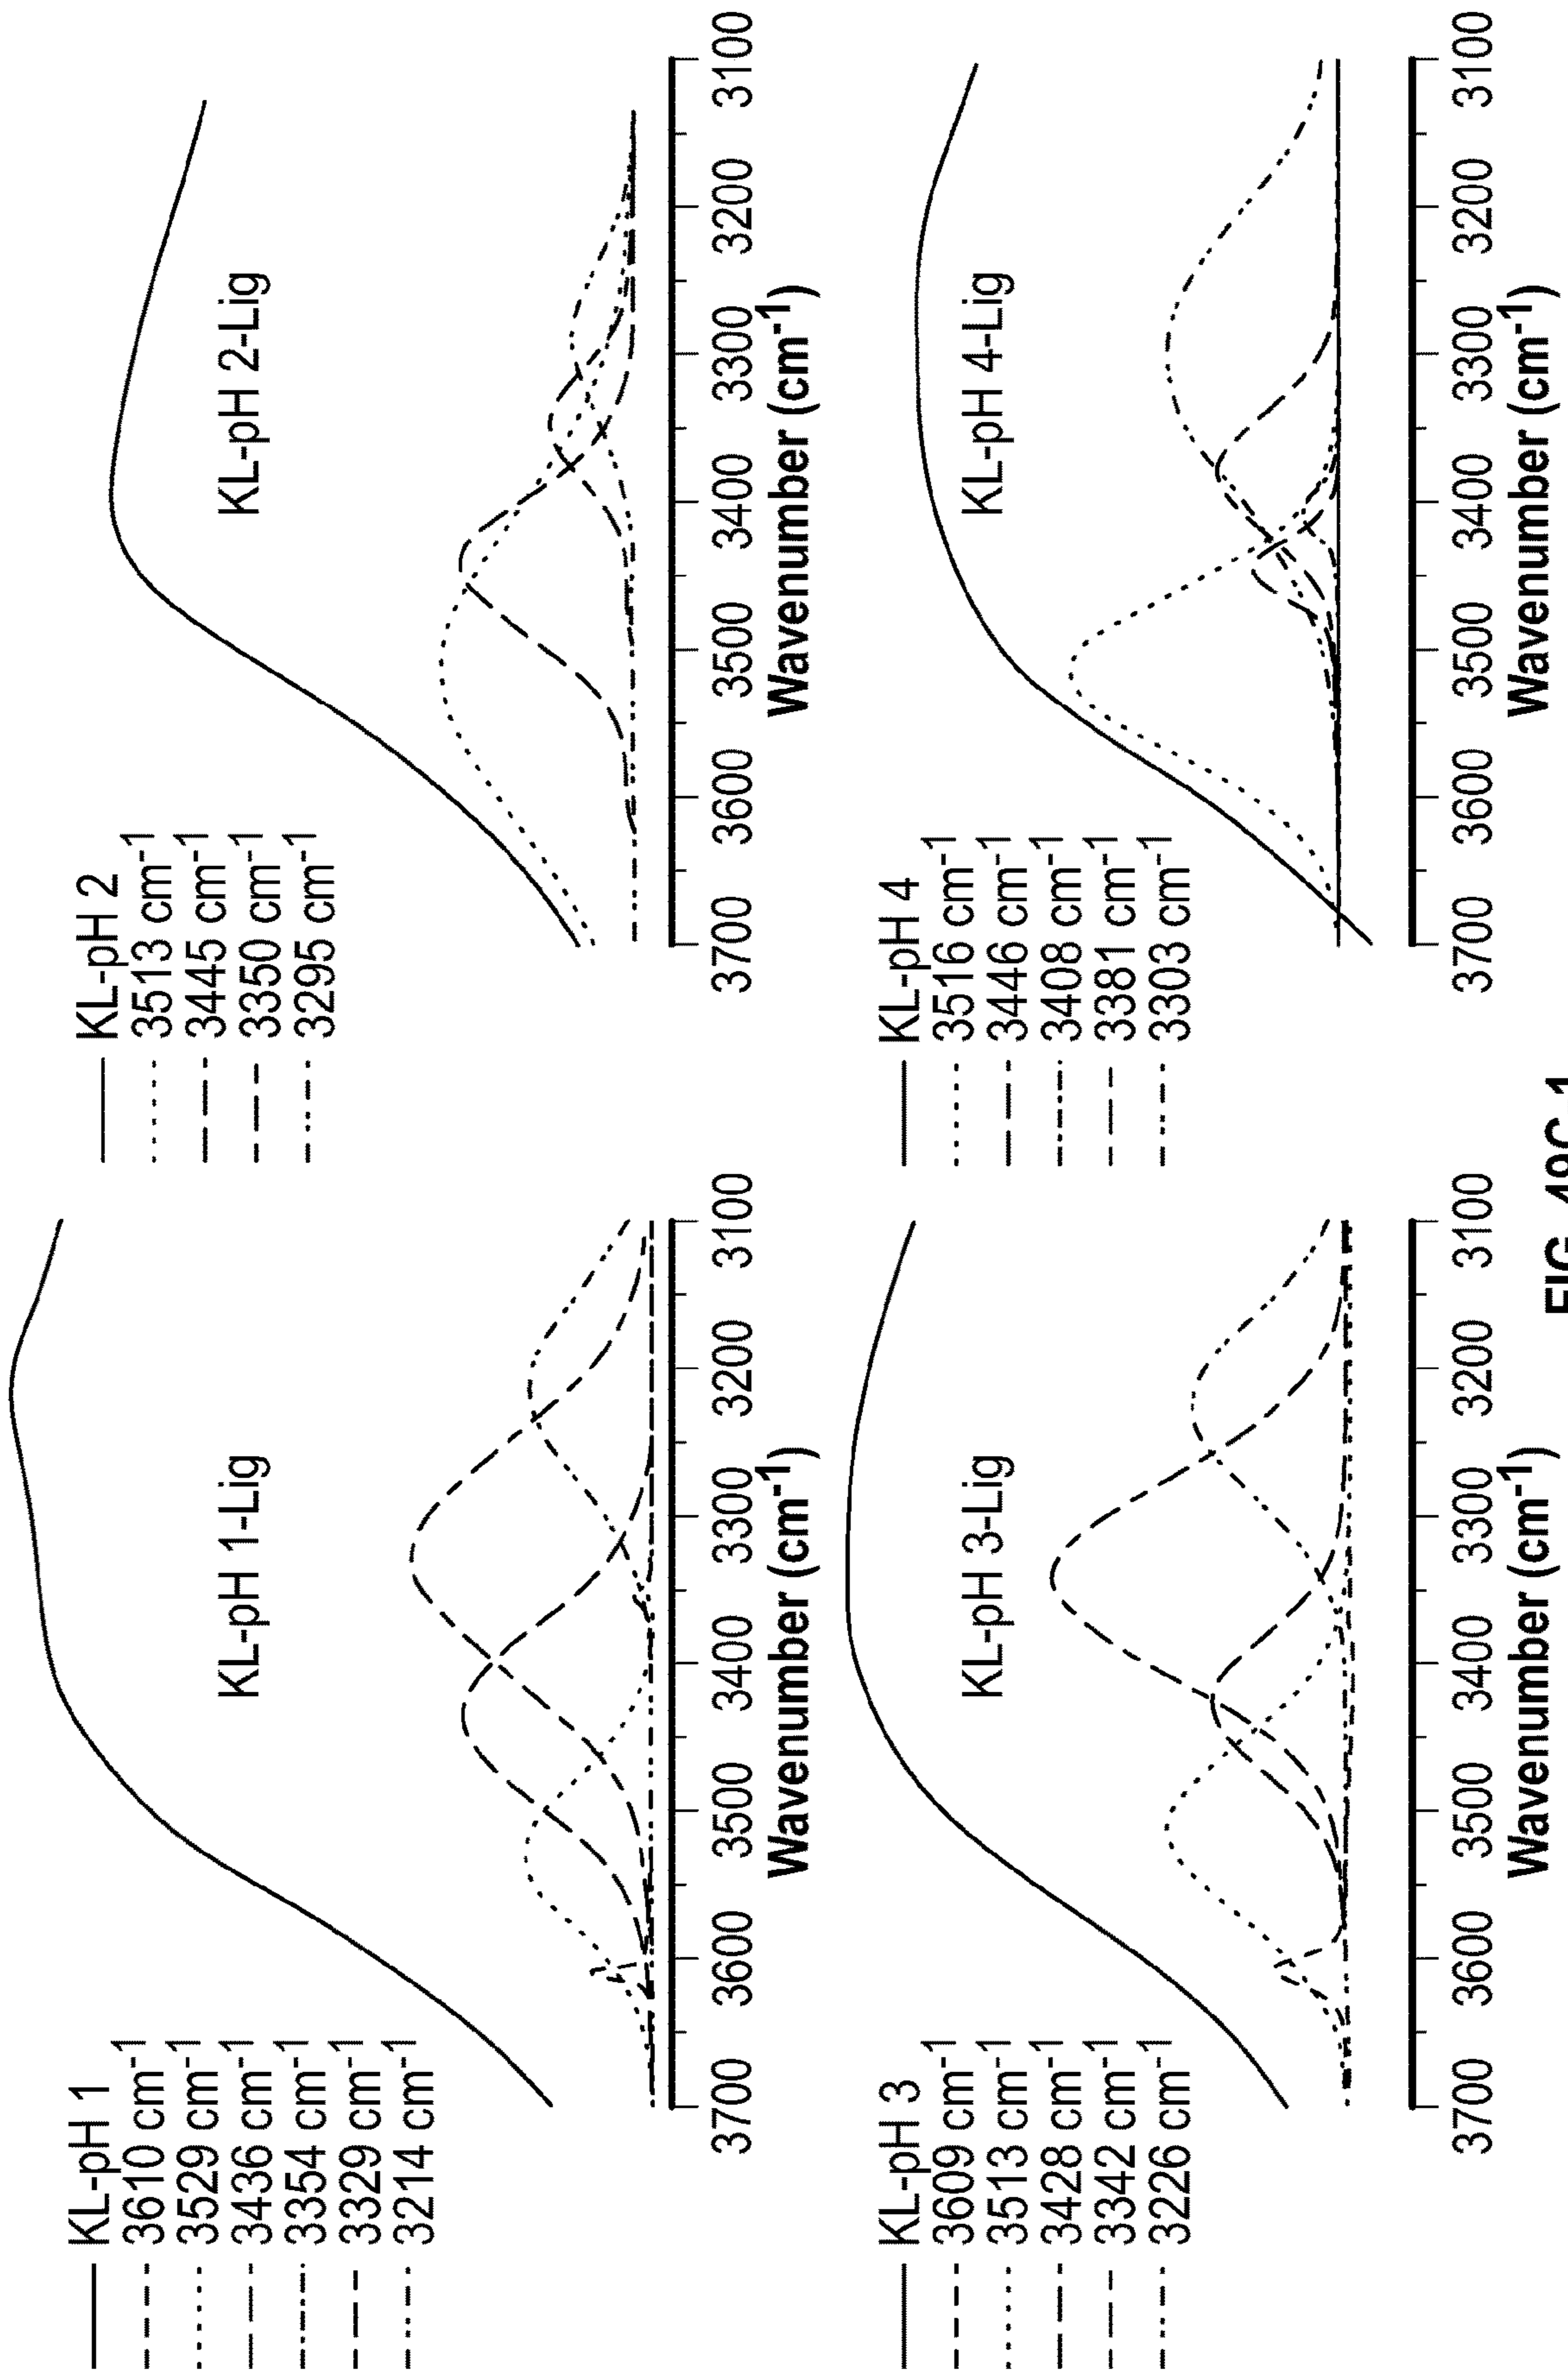 KL-pH 1
3610 cm-1
3529 cm-1
3436 cm-1
3354 cm-1
3329 cm-1
3214 cm-1
KL-pH 1-Lig
3700 3600 3500 3400 3300 3200 3100
Wavenumber (cm-1)
KL-pH 2
3513 cm-1
3445 cm-1
3350 cm-1
3295 cm-1
KL-pH 2-Lig
3700 3600 3500 3400 3300 3200 3100
Wavenumber (cm-1)
KL-pH 3
3609 cm-1
3513 cm-1
3428 cm-1
3342 cm-1
3226 cm-1
KL-pH 3-Lig
3700 3600 3500 3400 3300 3200 3100
Wavenumber (cm-1)
KL-pH 4
3516 cm-1
3446 cm-1
3408 cm-1
3381 cm-1
3303 cm-1
KL-pH 4-Lig
3700 3600 3500 3400 3300 3200 3100
Wavenumber (cm-1)
FIG. 49C-1